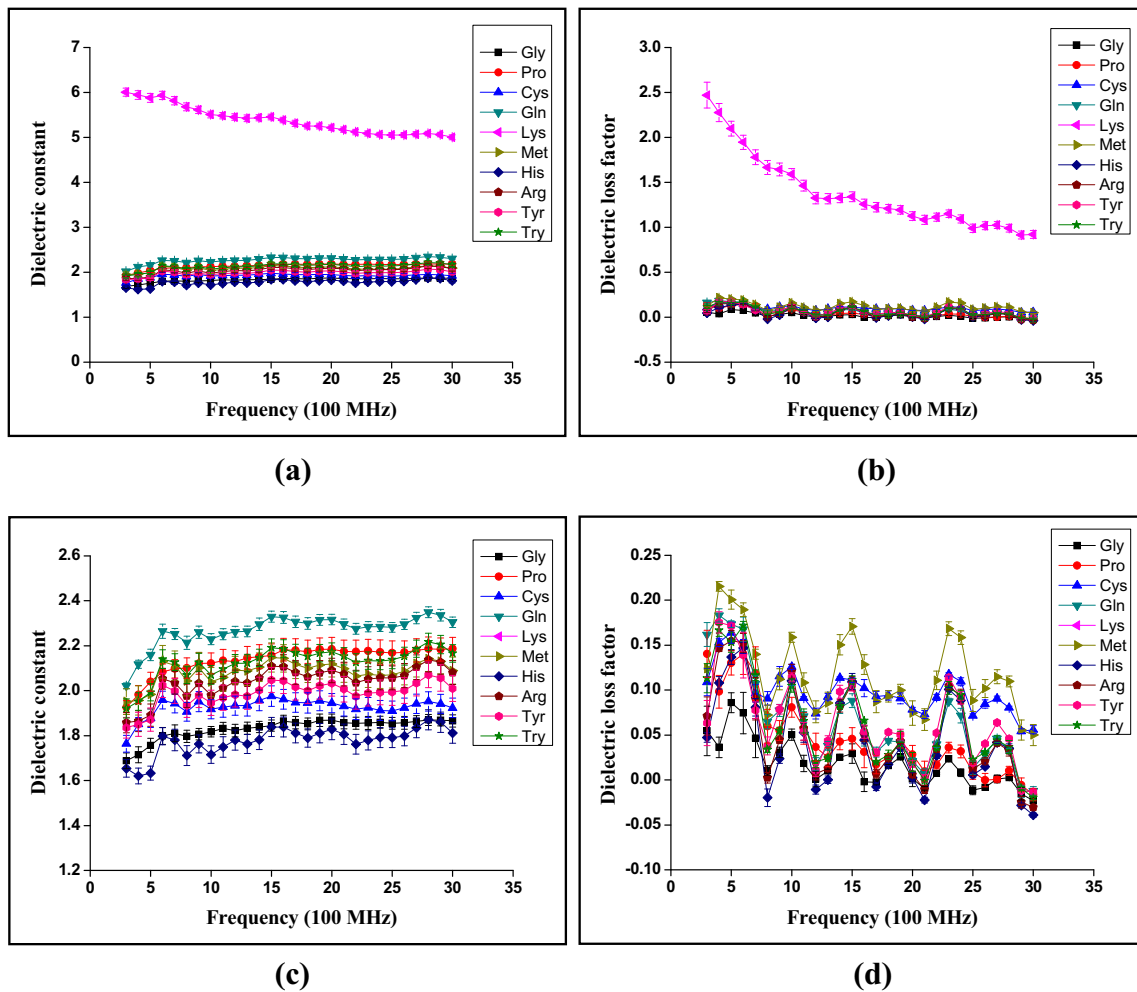 7
6
5
4
3
2
1
0
Dielectric constant
0 5 10 15 20 25 30 35
Frequency (100 MHz)
Gly
Pro
Cys
Gln
Lys
Met
His
Arg
Tyr
Try
(a)
3.0
2.5
2.0
1.5
1.0
0.5
0.0
-0.5
Dielectric loss factor
0 5 10 15 20 25 30 35
Frequency (100 MHz)
Gly
Pro
Cys
Gln
Lys
Met
His
Arg
Tyr
Try
(b)
2.6
2.4
2.2
2.0
1.8
1.6
1.4
1.2
Dielectric constant
0 5 10 15 20 25 30 35
Frequency (100 MHz)
Gly
Pro
Cys
Gln
Lys
Met
His
Arg
Tyr
Try
(c)
0.25
0.20
0.15
0.10
0.05
0.00
-0.05
-0.10
Dielectric loss factor
0 5 10 15 20 25 30 35
Frequency (100 MHz)
Gly
Pro
Cys
Gln
Lys
Met
His
Arg
Tyr
Try
(d)